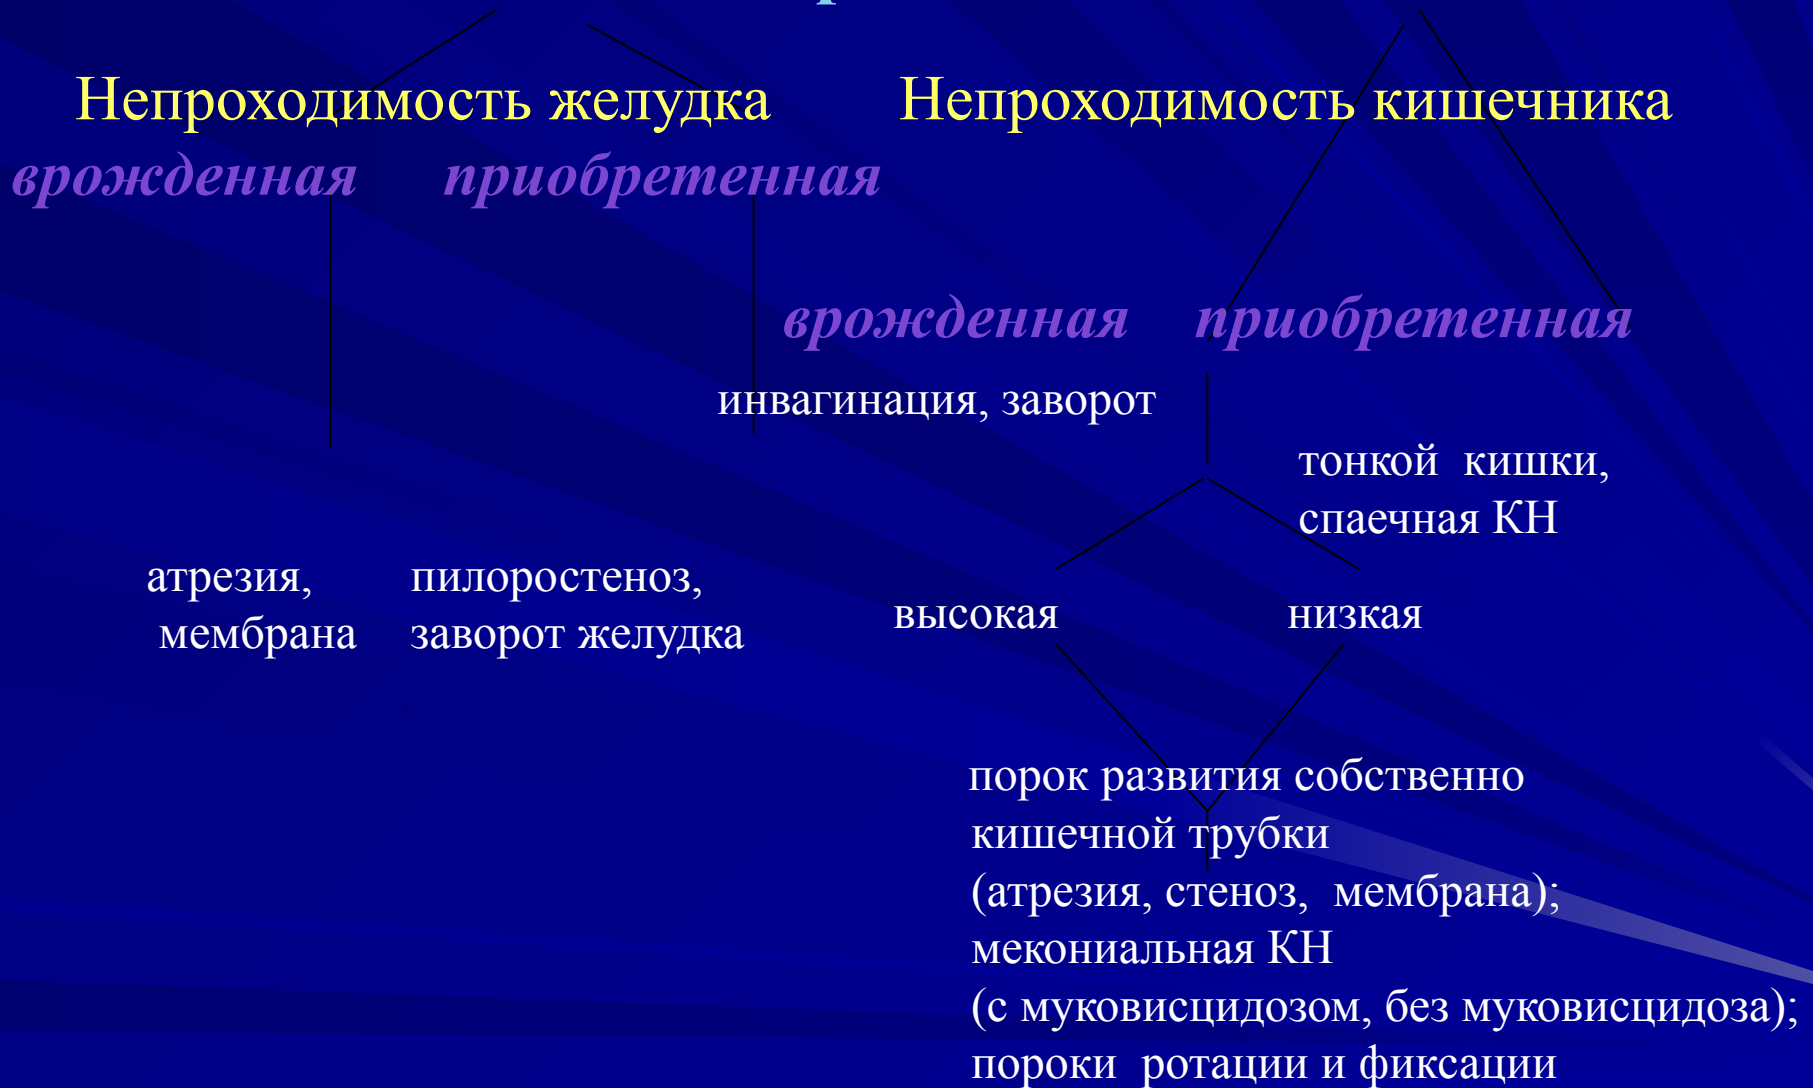 Непроходимость желудка Непроходимость кишечника
врожденная приобретенная
врожденная приобретенная
инвагинация, заворот
тонкой кишки,
спаечная КН
атрезия, пилоростеноз,
мембрана заворот желудка
высокая низкая
порок развития собственно
кишечной трубки
(атрезия, стеноз, мембрана);
мекониальная КН
(с муковисцидозом, без муковисцидоза);
пороки ротации и фиксации